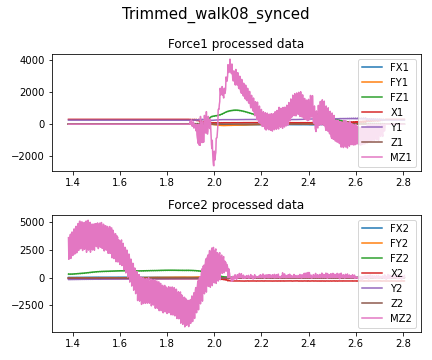 Trimmed_walk08_synced
Force1 processed data
4000
2000
0
−2000
FX1
FY1
FZ1
X1
Y1
Z1
MZ1
1.4 1.6 1.8 2.0 2.2 2.4 2.6 2.8
Force2 processed data
5000
2500
0
−2500
FX2
FY2
FZ2
X2
Y2
Z2
MZ2
1.4 1.6 1.8 2.0 2.2 2.4 2.6 2.8